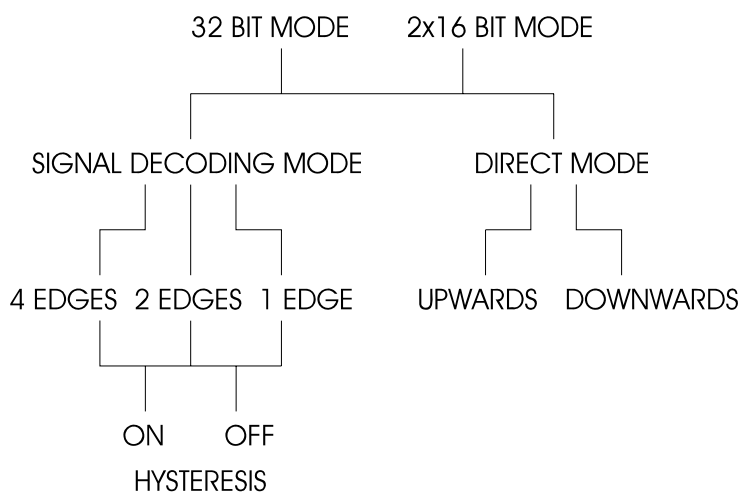 32 BIT MODE 2x16 BIT MODE
SIGNAL DECODING MODE DIRECT MODE
4 EDGES 2 EDGES 1 EDGE UPWARDS DOWNWARDS
ON OFF
HYSTERESIS